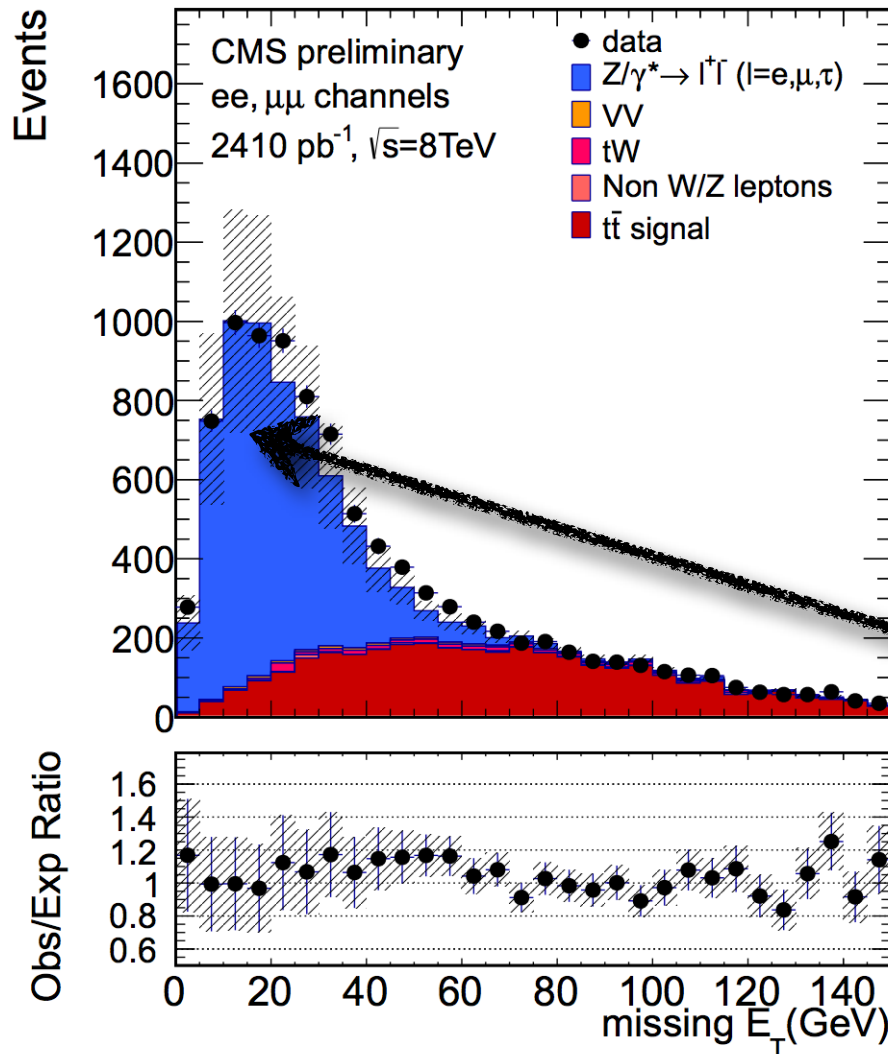 Events
CMS preliminary
ee, μμ channels
2410 pb⁻¹, √s=8TeV
data
Z/γ*→ l⁺l⁻ (l=e,μ,τ)
VV
tW
Non W/Z leptons
tt̄ signal
1600
1400
1200
1000
800
600
400
200
0
Obs/Exp Ratio
1.6
1.4
1.2
1
0.8
0.6
0 20 40 60 80 100 120 140
missing E_T(GeV)